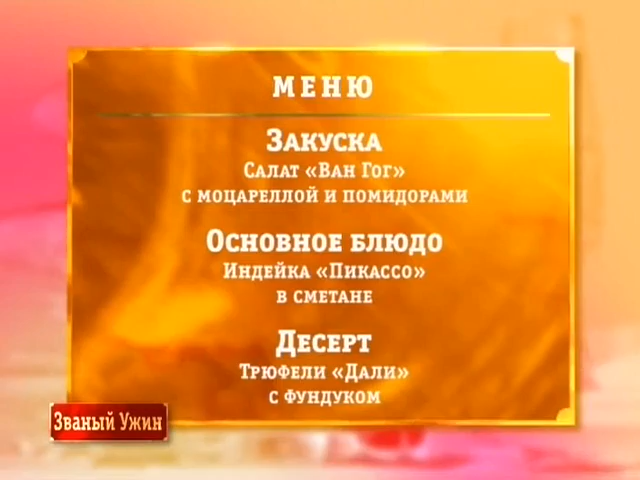 МЕНЮ
ЗАКУСКА
САЛАТ «ВАН ГОГ»
С МОЦАРЕЛЛОЙ И ПОМИДОРАМИ
ОСНОВНОЕ БЛЮДО
ИНДЕЙКА «ПИКАССО»
В СМЕТАНЕ
ДЕСЕРТ
ТРЮФЕЛИ «ДАЛИ»
С ФУНДУКОМ
Званый Ужин